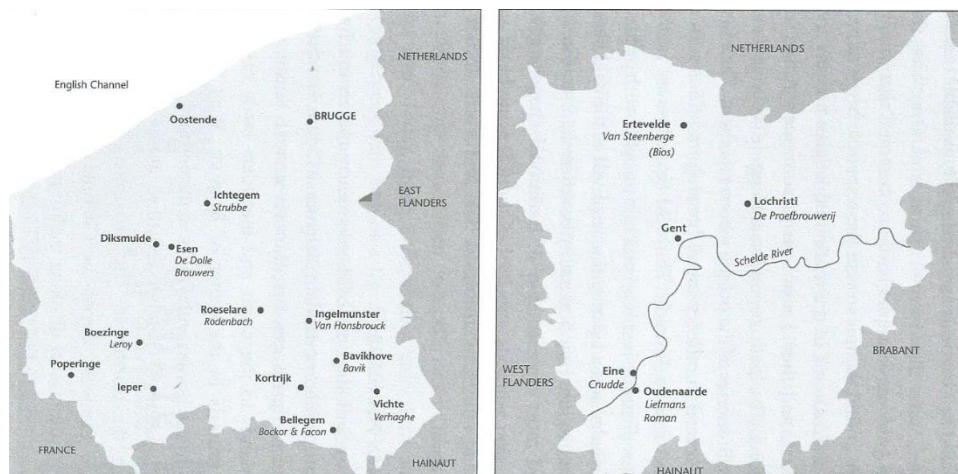 NETHERLANDS
English Channel
Oostende
BRUGGE
Ichtegem
Strubbe
EAST
FLANDERS
Diksmuide
Esen
De Dolle
Brouwers
Roeselare
Rodenbach
Ingelmunster
Van Honsbrouck
Boezinge
Leroy
Bavikhove
Bavik
Poperinge
Ieper
Kortrijk
Vichte
Verhaghe
Bellegem
Bockor & Facon
FRANCE
HAINAUT
NETHERLANDS
Ertevelde
Van Steenberge
(Bios)
Lochristi
De Proefbrouwerij
Gent
Schelde River
BRABANT
WEST
FLANDERS
Eine
Cnudde
Oudenaarde
Liefmans
Roman
HAINAUT